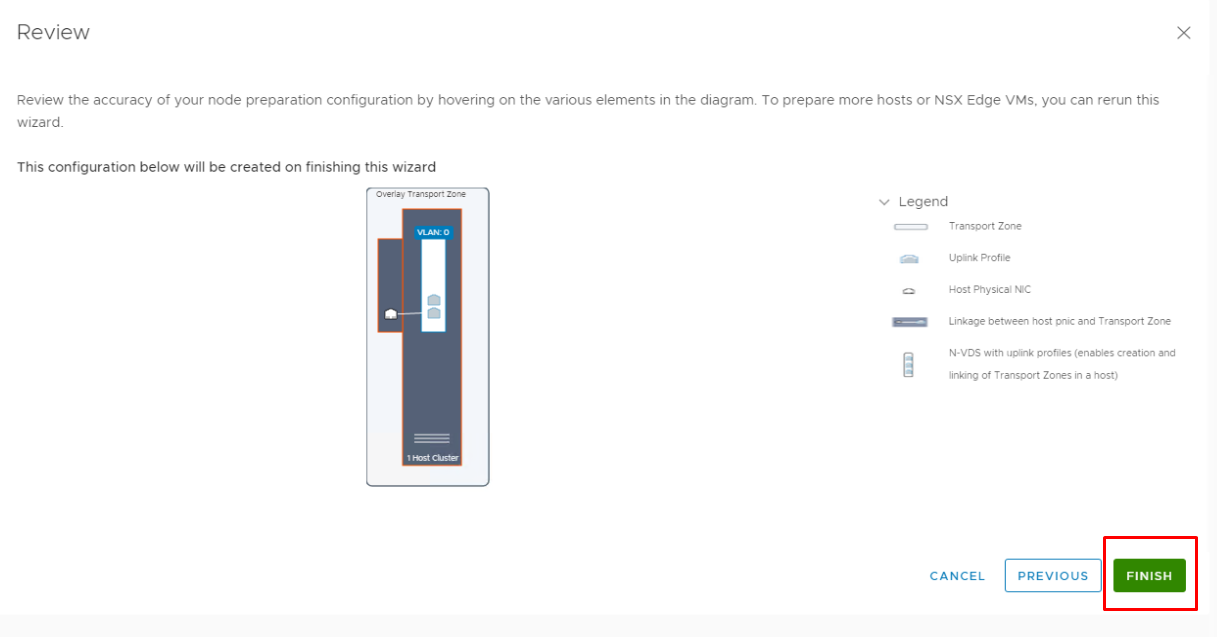 Review
Review the accuracy of your node preparation configuration by hovering on the various elements in the diagram. To prepare more hosts or NSX Edge VMs, you can rerun this
wizard.
This configuration below will be created on finishing this wizard
Overlay Transport Zone
VLAN: 0
1 Host Cluster
Legend
Transport Zone
Uplink Profile
Host Physical NIC
Linkage between host pnic and Transport Zone
N-VDS with uplink profiles (enables creation and
linking of Transport Zones in a host)
CANCEL
PREVIOUS
FINISH